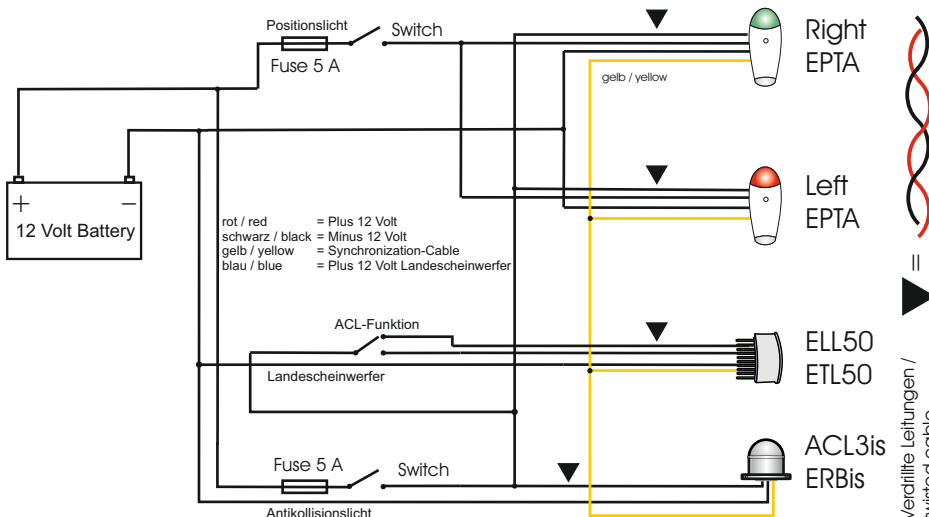 Positionslicht
Switch
Fuse 5 A
Right
EPTA
gelb / yellow
+
−
12 Volt Battery
Left
EPTA
rot / red = Plus 12 Volt
schwarz / black = Minus 12 Volt
gelb / yellow = Synchronization-Cable
blau / blue = Plus 12 Volt Landescheinwerfer
=
ACL-Funktion
Landescheinwerfer
ELL50
ETL50
Verdrillte Leitungen /
twisted cable
ACL3is
ERBis
Fuse 5 A
Switch
Antikollisionslicht